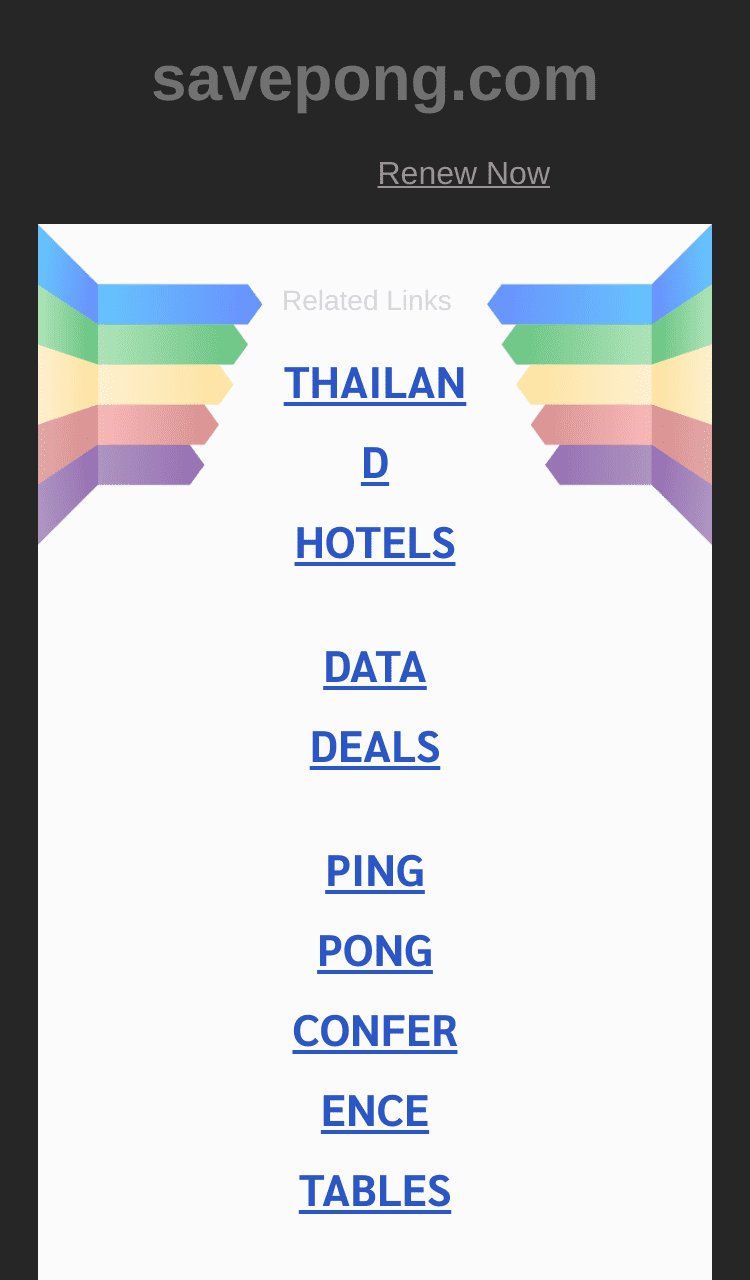 savepong.com
Renew Now
Related Links
THAILAN
D
HOTELS
DATA
DEALS
PING
PONG
CONFER
ENCE
TABLES